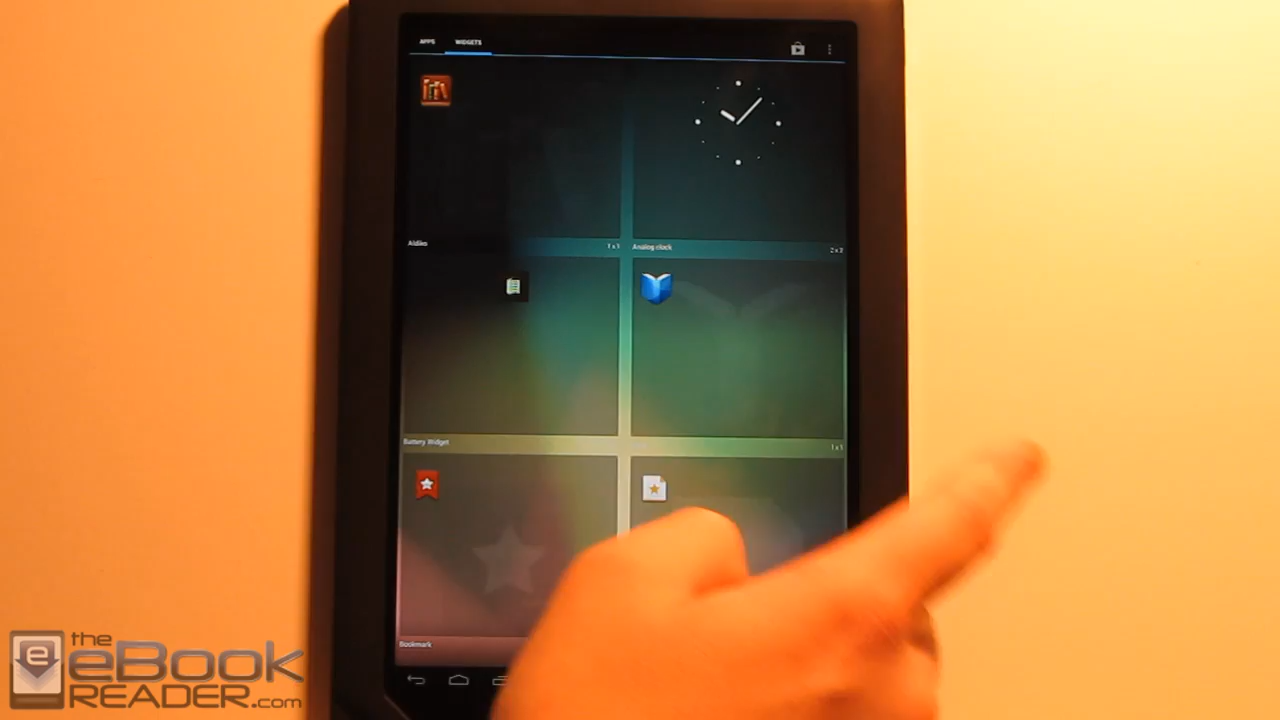 APPS WIDGETS
Aldiko 1 x 1 Analog clock 2 x 2
Battery Widget 1 x 1
Bookmark
the
eBook
READER.com